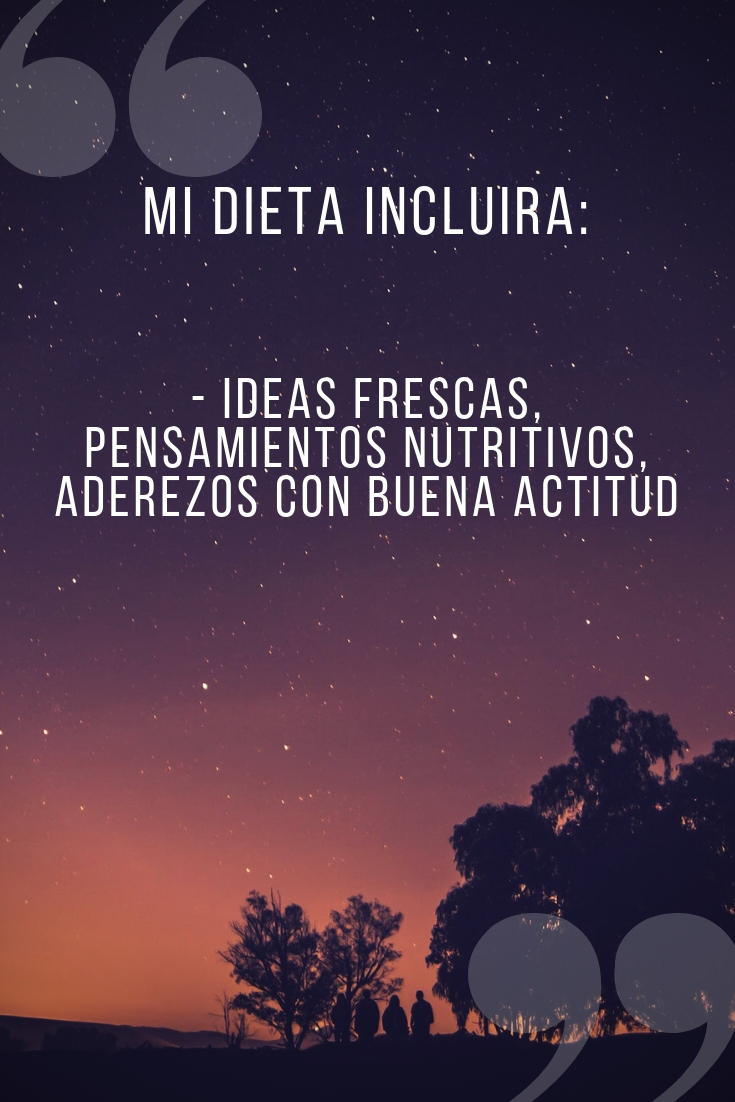 MI DIETA INCLUIRA:
- IDEAS FRESCAS,
PENSAMIENTOS NUTRITIVOS,
ADEREZOS CON BUENA ACTITUD